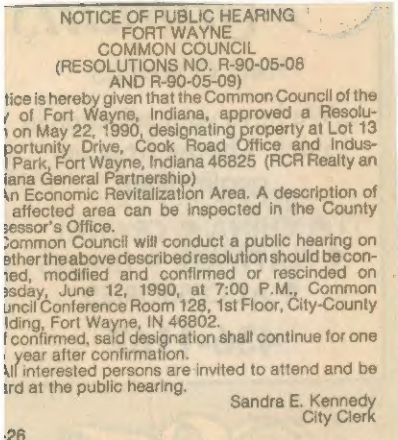 NOTICE OF PUBLIC HEARING
FORT WAYNE
COMMON COUNCIL
(RESOLUTIONS NO. R-90-05-08
AND R-90-05-09)
tice is hereby given that the Common Council of the
y of Fort Wayne, Indiana, approved a Resolu-
n on May 22, 1990, designating property at Lot 13
portunity Drive, Cook Road Office and Indus-
l Park, Fort Wayne, Indiana 46825 (RCR Realty an
iana General Partnership)
An Economic Revitalization Area. A description of
affected area can be inspected in the County
sessor's Office.
Common Council will conduct a public hearing on
ether the above described resolution should be con-
ned, modified and confirmed or rescinded on
esday, June 12, 1990, at 7:00 P.M., Common
uncil Conference Room 128, 1st Floor, City-County
lding, Fort Wayne, IN 46802.
f confirmed, said designation shall continue for one
year after confirmation.
All interested persons are invited to attend and be
ard at the public hearing.
Sandra E. Kennedy
City Clerk
-26